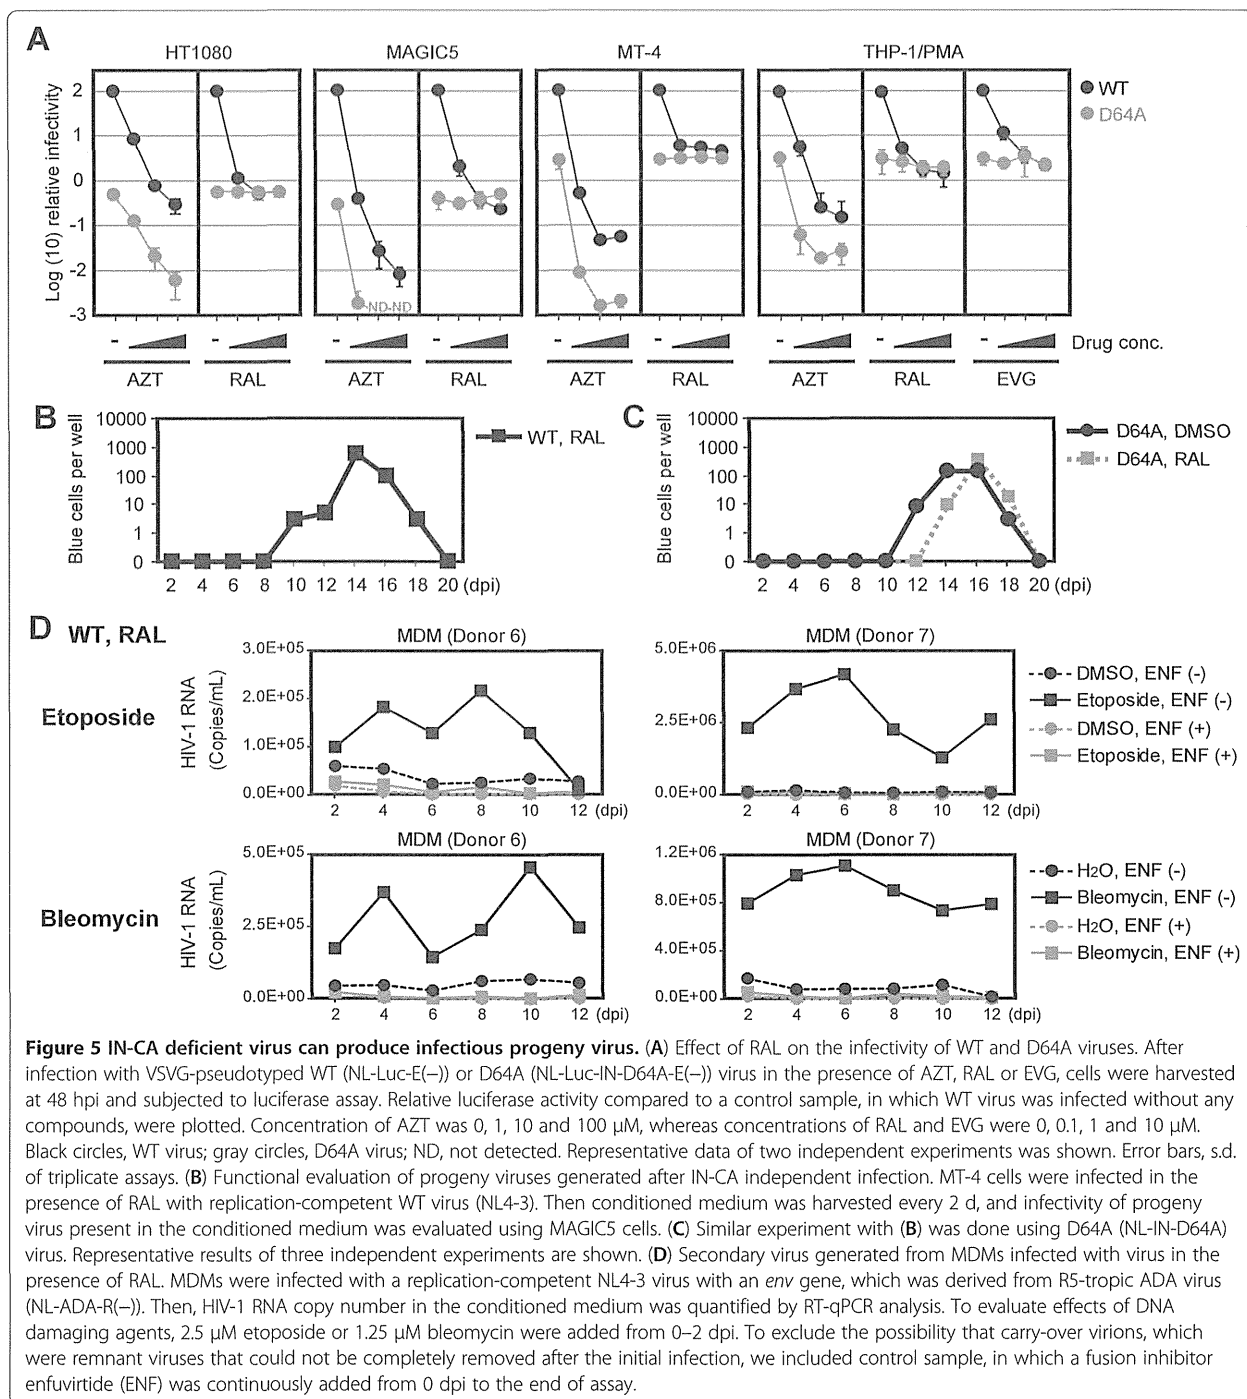 A
HT1080 MAGIC5 MT-4 THP-1/PMA
Log (10) relative infectivity
2
1
0
-1
-2
-3
ND ND
WT
D64A
- - - - - - - - -
Drug conc.
AZT RAL AZT RAL AZT RAL AZT RAL EVG
B
Blue cells per well
10000
1000
100
10
1
0
2 4 6 8 10 12 14 16 18 20 (dpi)
WT, RAL
C
Blue cells per well
10000
1000
100
10
1
0
2 4 6 8 10 12 14 16 18 20 (dpi)
D64A, DMSO
D64A, RAL
D WT, RAL
Etoposide
MDM (Donor 6)
HIV-1 RNA
(Copies/mL)
3.0E+05
2.0E+05
1.0E+05
0.0E+00
2 4 6 8 10 12 (dpi)
MDM (Donor 7)
5.0E+06
2.5E+06
0.0E+00
2 4 6 8 10 12 (dpi)
DMSO, ENF (-)
Etoposide, ENF (-)
DMSO, ENF (+)
Etoposide, ENF (+)
Bleomycin
MDM (Donor 6)
HIV-1 RNA
(Copies/mL)
5.0E+05
2.5E+05
0.0E+00
2 4 6 8 10 12 (dpi)
MDM (Donor 7)
1.2E+06
8.0E+05
4.0E+05
0.0E+00
2 4 6 8 10 12 (dpi)
H2O, ENF (-)
Bleomycin, ENF (-)
H2O, ENF (+)
Bleomycin, ENF (+)
Figure 5 IN-CA deficient virus can produce infectious progeny virus. (A) Effect of RAL on the infectivity of WT and D64A viruses. After
infection with VSVG-pseudotyped WT (NL-Luc-E(−)) or D64A (NL-Luc-IN-D64A-E(−)) virus in the presence of AZT, RAL or EVG, cells were harvested
at 48 hpi and subjected to luciferase assay. Relative luciferase activity compared to a control sample, in which WT virus was infected without any
compounds, were plotted. Concentration of AZT was 0, 1, 10 and 100 μM, whereas concentrations of RAL and EVG were 0, 0.1, 1 and 10 μM.
Black circles, WT virus; gray circles, D64A virus; ND, not detected. Representative data of two independent experiments was shown. Error bars, s.d.
of triplicate assays. (B) Functional evaluation of progeny viruses generated after IN-CA independent infection. MT-4 cells were infected in the
presence of RAL with replication-competent WT virus (NL4-3). Then conditioned medium was harvested every 2 d, and infectivity of progeny
virus present in the conditioned medium was evaluated using MAGIC5 cells. (C) Similar experiment with (B) was done using D64A (NL-IN-D64A)
virus. Representative results of three independent experiments are shown. (D) Secondary virus generated from MDMs infected with virus in the
presence of RAL. MDMs were infected with a replication-competent NL4-3 virus with an env gene, which was derived from R5-tropic ADA virus
(NL-ADA-R(−)). Then, HIV-1 RNA copy number in the conditioned medium was quantified by RT-qPCR analysis. To evaluate effects of DNA
damaging agents, 2.5 μM etoposide or 1.25 μM bleomycin were added from 0–2 dpi. To exclude the possibility that carry-over virions, which
were remnant viruses that could not be completely removed after the initial infection, we included control sample, in which a fusion inhibitor
enfuvirtide (ENF) was continuously added from 0 dpi to the end of assay.